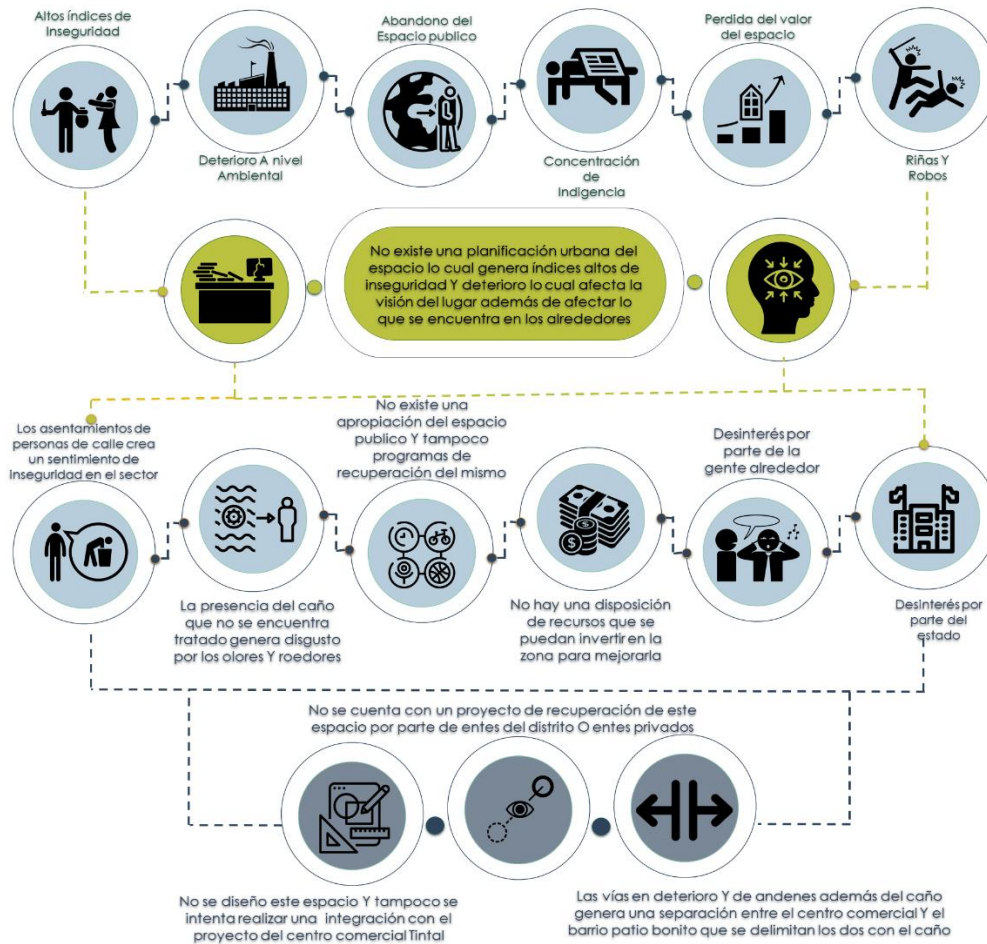 Altos índices de
Inseguridad
Deterioro A nivel
Ambiental
Abandono del
Espacio publico
Concentración
de
Indigencia
Perdida del valor
del espacio
Riñas Y
Robos
No existe una planificación urbana del
espacio lo cual genera índices altos de
inseguridad Y deterioro lo cual afecta la
visión del lugar además de afectar lo
que se encuentra en los alrededores
Los asentamientos de
personas de calle crea
un sentimiento de
inseguridad en el sector
La presencia del caño
que no se encuentra
tratado genera disgusto
por los olores Y roedores
No existe una
apropiación del espacio
publico Y tampoco
programas de
recuperación del mismo
No hay una disposición
de recursos que se
puedan invertir en la
zona para mejorarla
Desinterés por
parte de la
gente alrededor
Desinterés por
parte del
estado
No se cuenta con un proyecto de recuperación de este
espacio por parte de entes del distrito O entes privados
No se diseño este espacio Y tampoco se
intenta realizar una integración con el
proyecto del centro comercial Tintal
Las vías en deterioro Y de andenes además del caño
genera una separación entre el centro comercial Y el
barrio patio bonito que se delimitan los dos con el caño